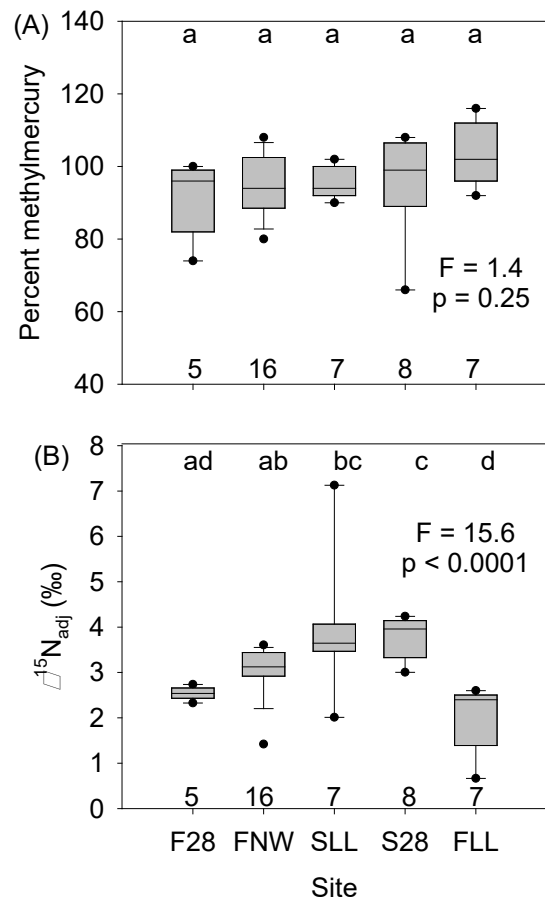 (A)
Percent methylmercury
140
120
100
80
60
40
a a a a a
F = 1.4
p = 0.25
5 16 7 8 7
(B)
15N adj (‰)
8
7
6
5
4
3
2
1
0
ad ab bc c d
F = 15.6
p < 0.0001
5 16 7 8 7
F28 FNW SLL S28 FLL
Site